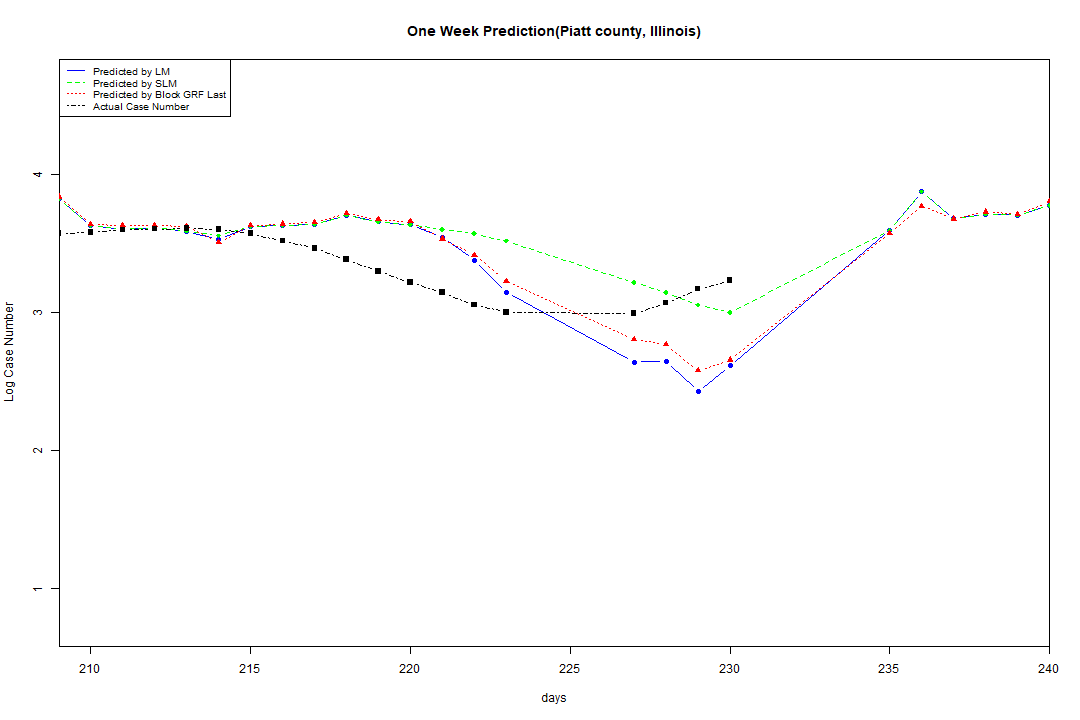 One Week Prediction(Piatt county, Illinois)
Predicted by LM
Predicted by SLM
Predicted by Block GRF Last
Actual Case Number
4
3
2
1
Log Case Number
210 215 220 225 230 235 240
days